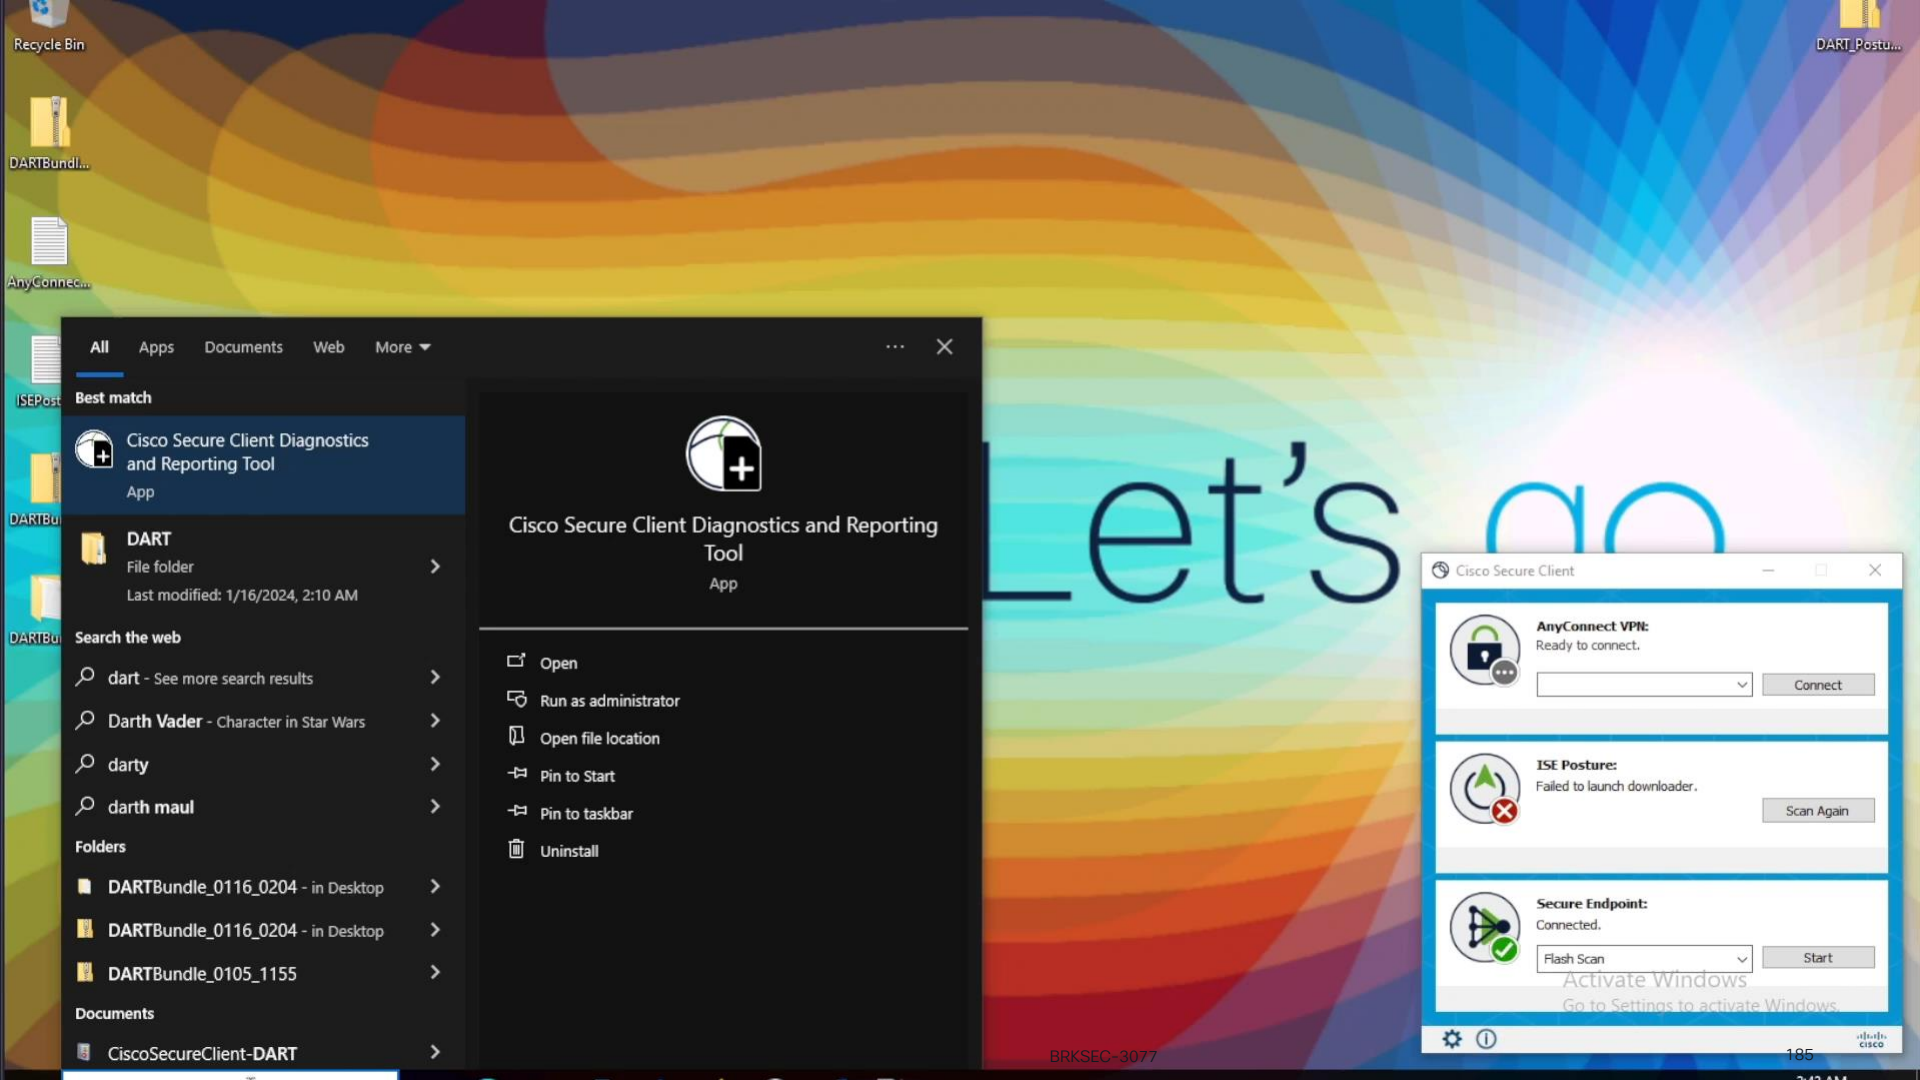 Recycle Bin
DARTBundl...
AnyConnec...
ISEPost
DARTBu
DARTBu
DART_Postu...
All Apps Documents Web More
Best match
Cisco Secure Client Diagnostics
and Reporting Tool
App
DART
File folder
Last modified: 1/16/2024, 2:10 AM
Search the web
dart - See more search results
Darth Vader - Character in Star Wars
darty
darth maul
Folders
DARTBundle_0116_0204 - in Desktop
DARTBundle_0116_0204 - in Desktop
DARTBundle_0105_1155
Documents
CiscoSecureClient-DART
Cisco Secure Client Diagnostics and Reporting
Tool
App
Open
Run as administrator
Open file location
Pin to Start
Pin to taskbar
Uninstall
Let's go
Cisco Secure Client
AnyConnect VPN:
Ready to connect.
Connect
ISE Posture:
Failed to launch downloader.
Scan Again
Secure Endpoint:
Connected.
Flash Scan
Start
Activate Windows
Go to Settings to activate Windows.
cisco
BRKSEC-3077
185